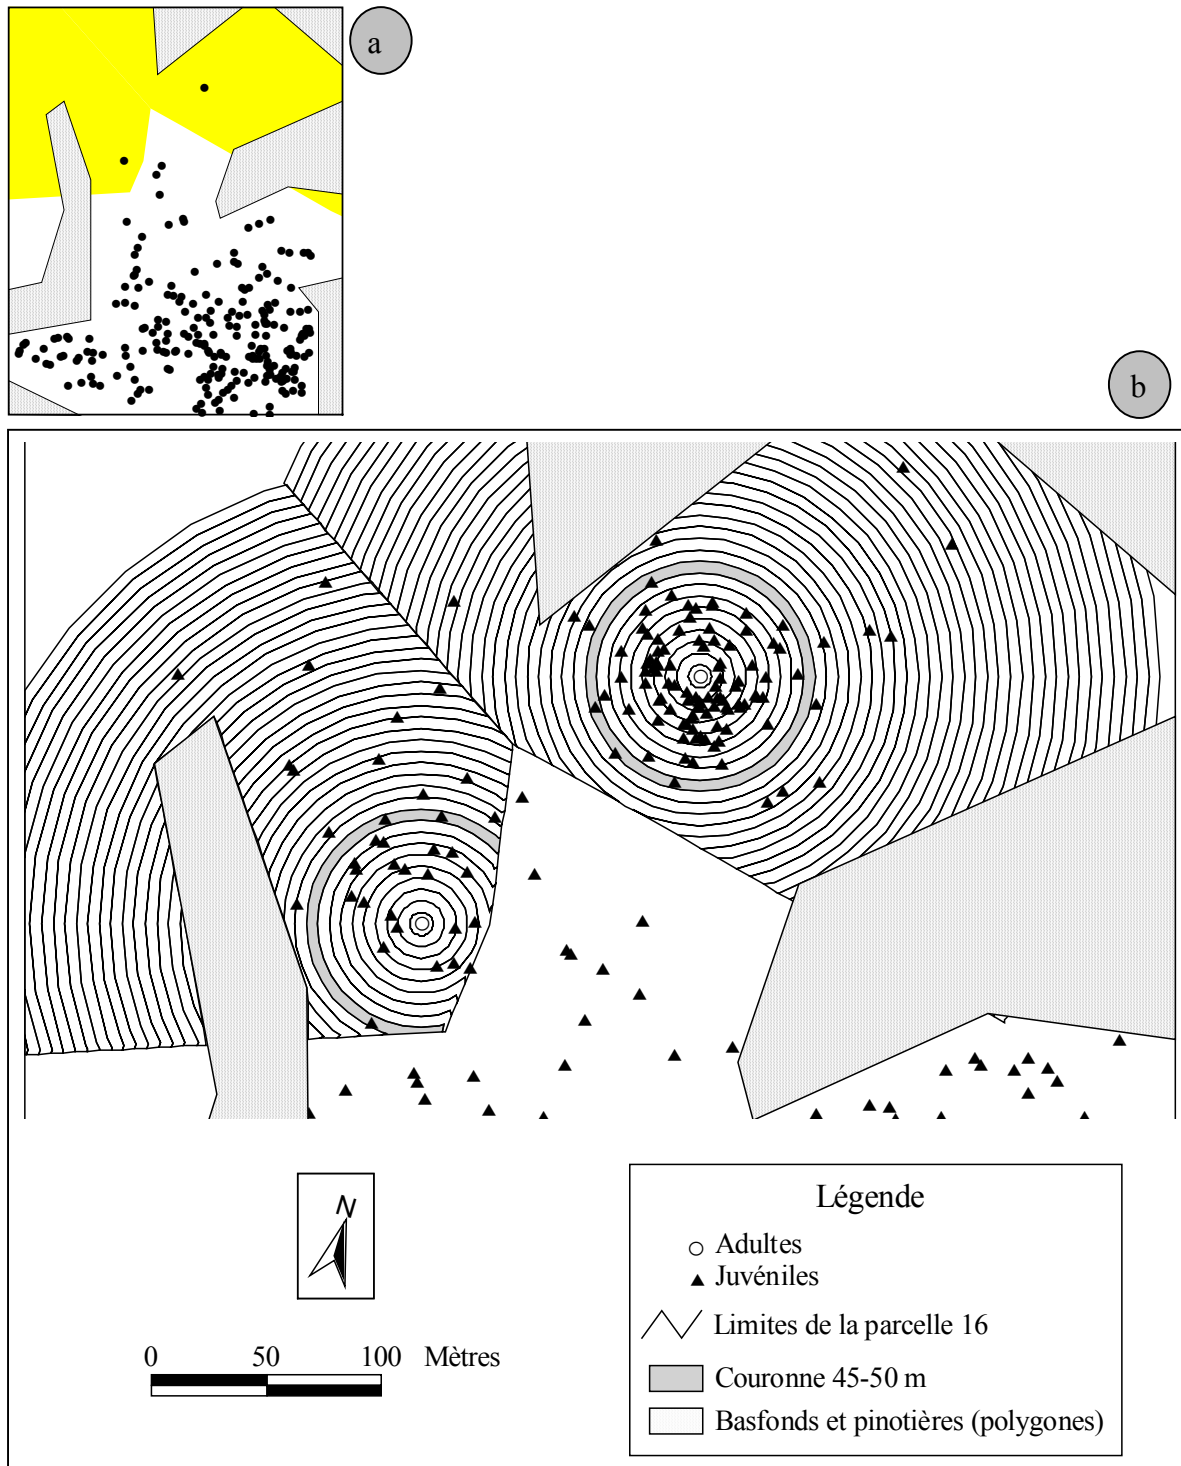 a
b
N
0 50 100 Mètres
Légende
Adultes
Juvéniles
Limites de la parcelle 16
Couronne 45-50 m
Basfonds et pinotières (polygones)